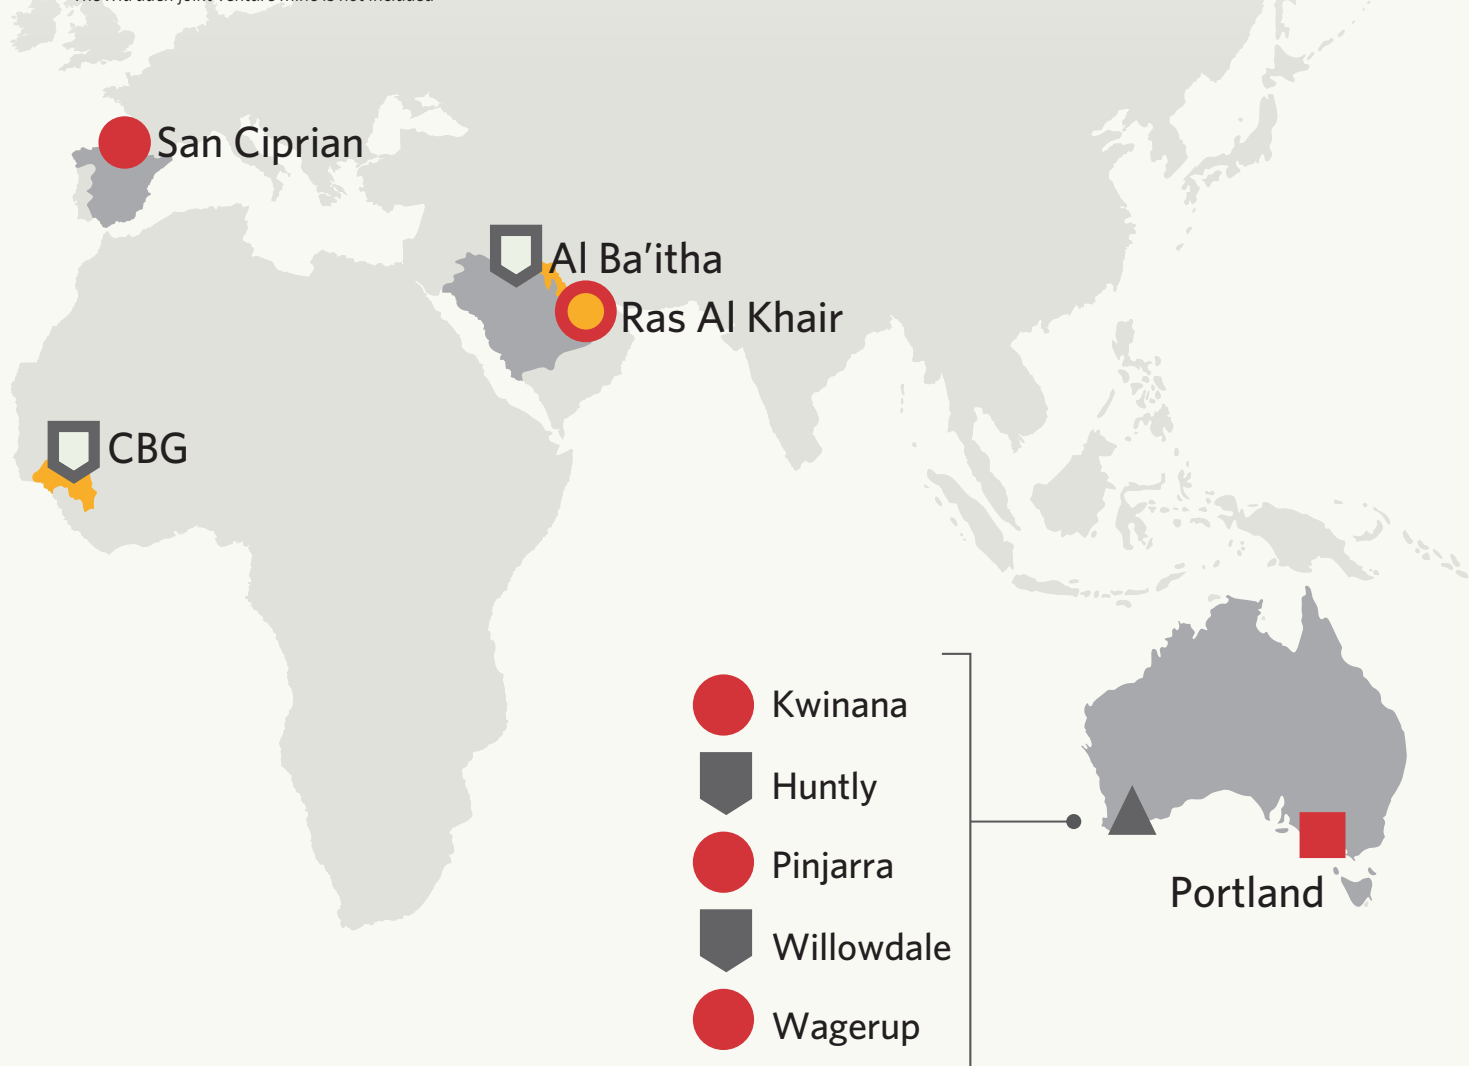 San Ciprian
Al Ba’itha
Ras Al Khair
CBG
Kwinana
Huntly
Pinjarra
Willowdale
Wagerup
Portland